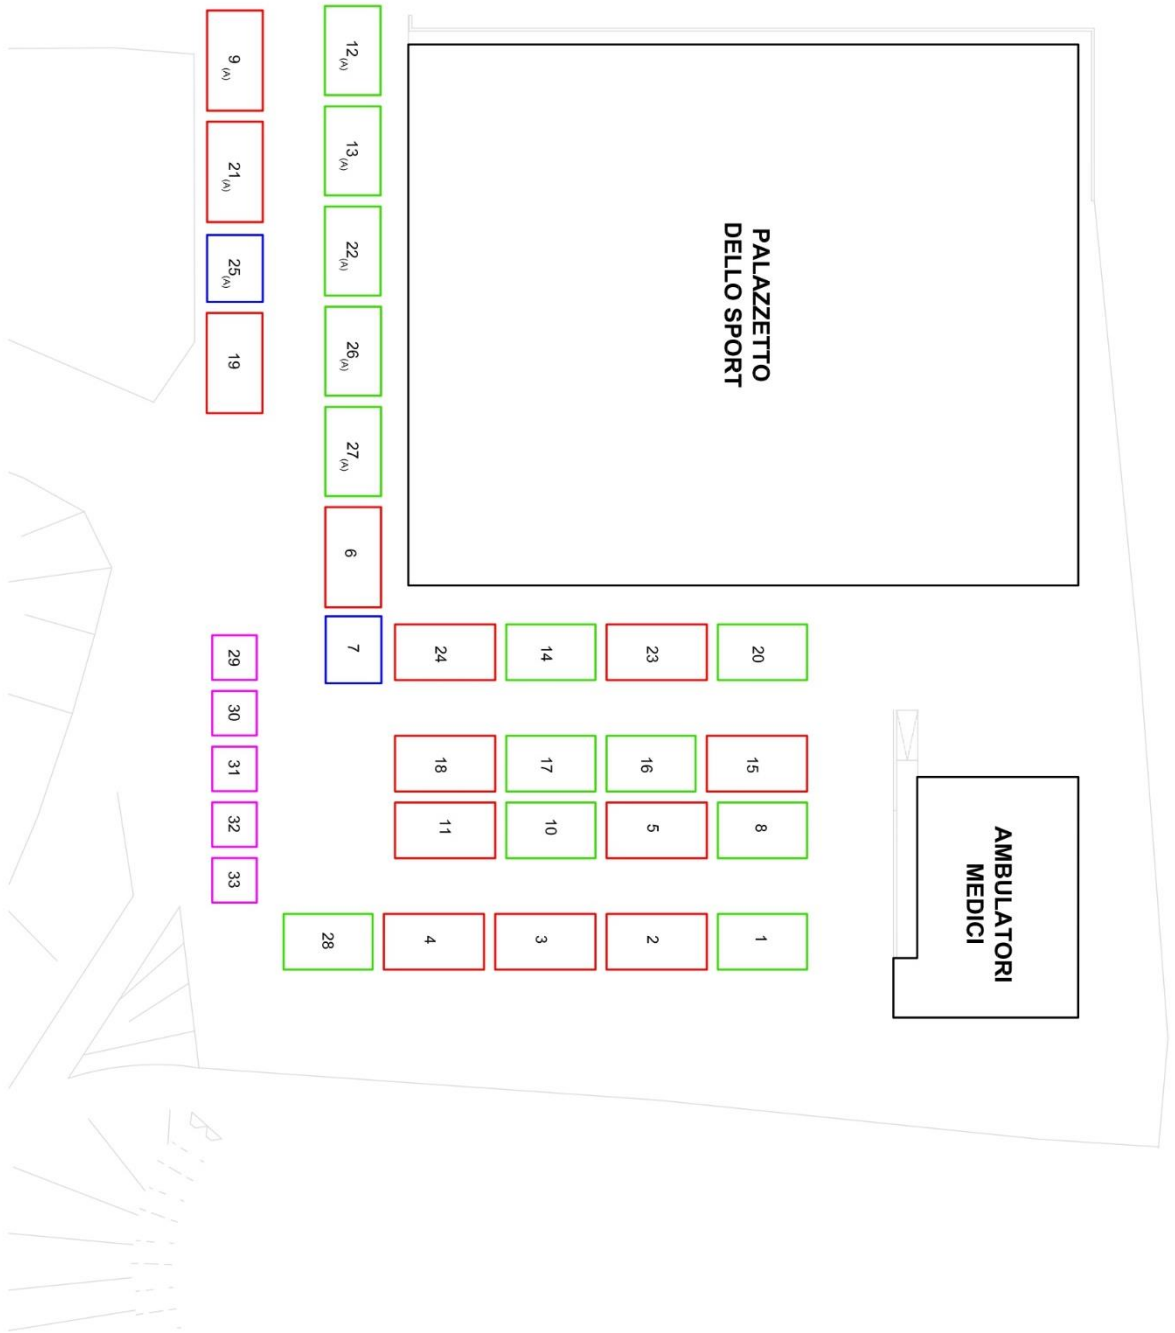 9 (A)
21 (A)
25 (A)
19
12 (A)
13 (A)
22 (A)
26 (A)
27 (A)
6
7
PALAZZETTO
DELLO SPORT
24
14
23
20
29
30
31
32
33
18
17
16
15
11
10
5
8
28
4
3
2
1
AMBULATORI
MEDICI